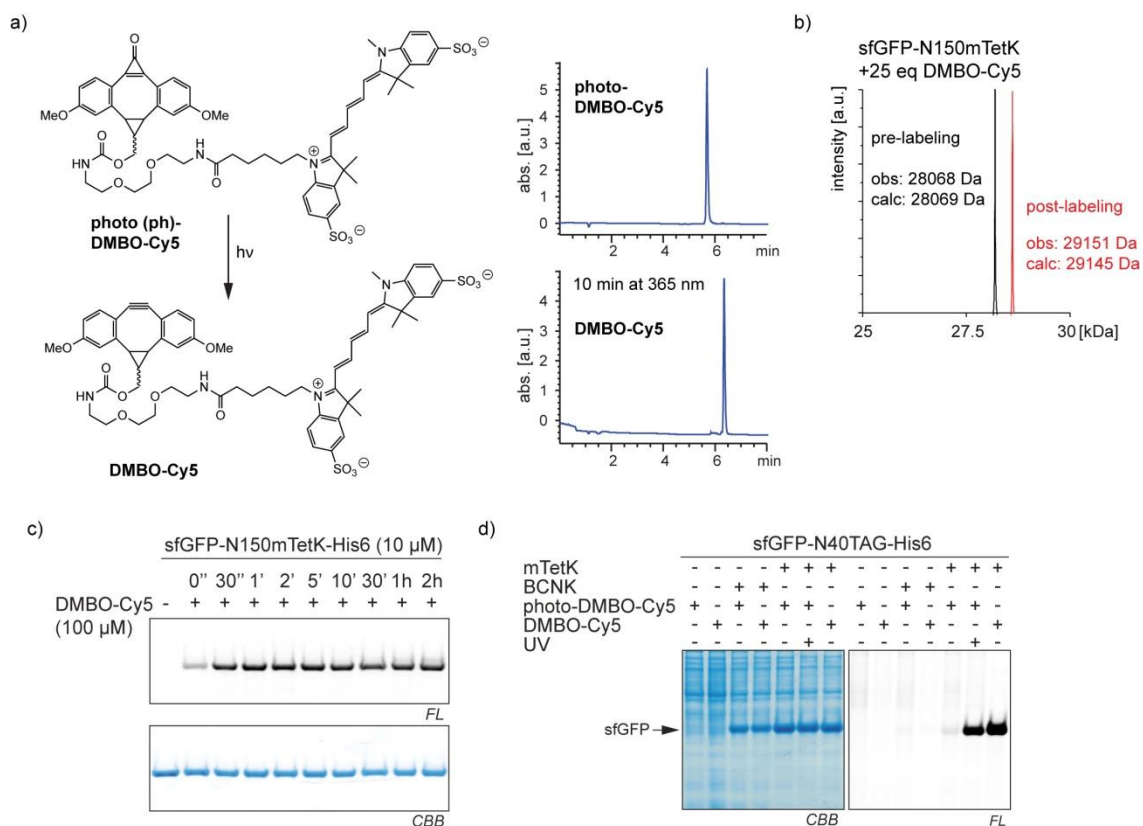 a)
O
OMe
OMe
O
NH
O
O
O
H
N
O
N
+
SO3 ⊖
N
SO3 ⊖
photo (ph)-
DMBO-Cy5
hν
MeO
OMe
O
NH
O
O
O
H
N
O
N
+
SO3 ⊖
N
SO3 ⊖
DMBO-Cy5
photo-
DMBO-Cy5
abs. [a.u.]
5
4
3
2
1
0
2 4 6 min
10 min at 365 nm
DMBO-Cy5
abs. [a.u.]
4
3
2
1
0
2 4 6 min
b)
sfGFP-N150mTetK
+25 eq DMBO-Cy5
intensity [a.u.]
pre-labeling
obs: 28068 Da
calc: 28069 Da
post-labeling
obs: 29151 Da
calc: 29145 Da
25 27.5 30 [kDa]
c)
sfGFP-N150mTetK-His6 (10 µM)
0'' 30'' 1' 2' 5' 10' 30' 1h 2h
DMBO-Cy5 - + + + + + + + + +
(100 µM)
FL
CBB
d)
sfGFP-N40TAG-His6
mTetK - - - - + + + - - - - + + +
BCNK - - + + - - - - - + + - - -
photo-DMBO-Cy5 + - + - + + - + - + - + + -
DMBO-Cy5 - + - + - - + - + - + - - +
UV - - - - - + - - - - - - + -
sfGFP
CBB
FL